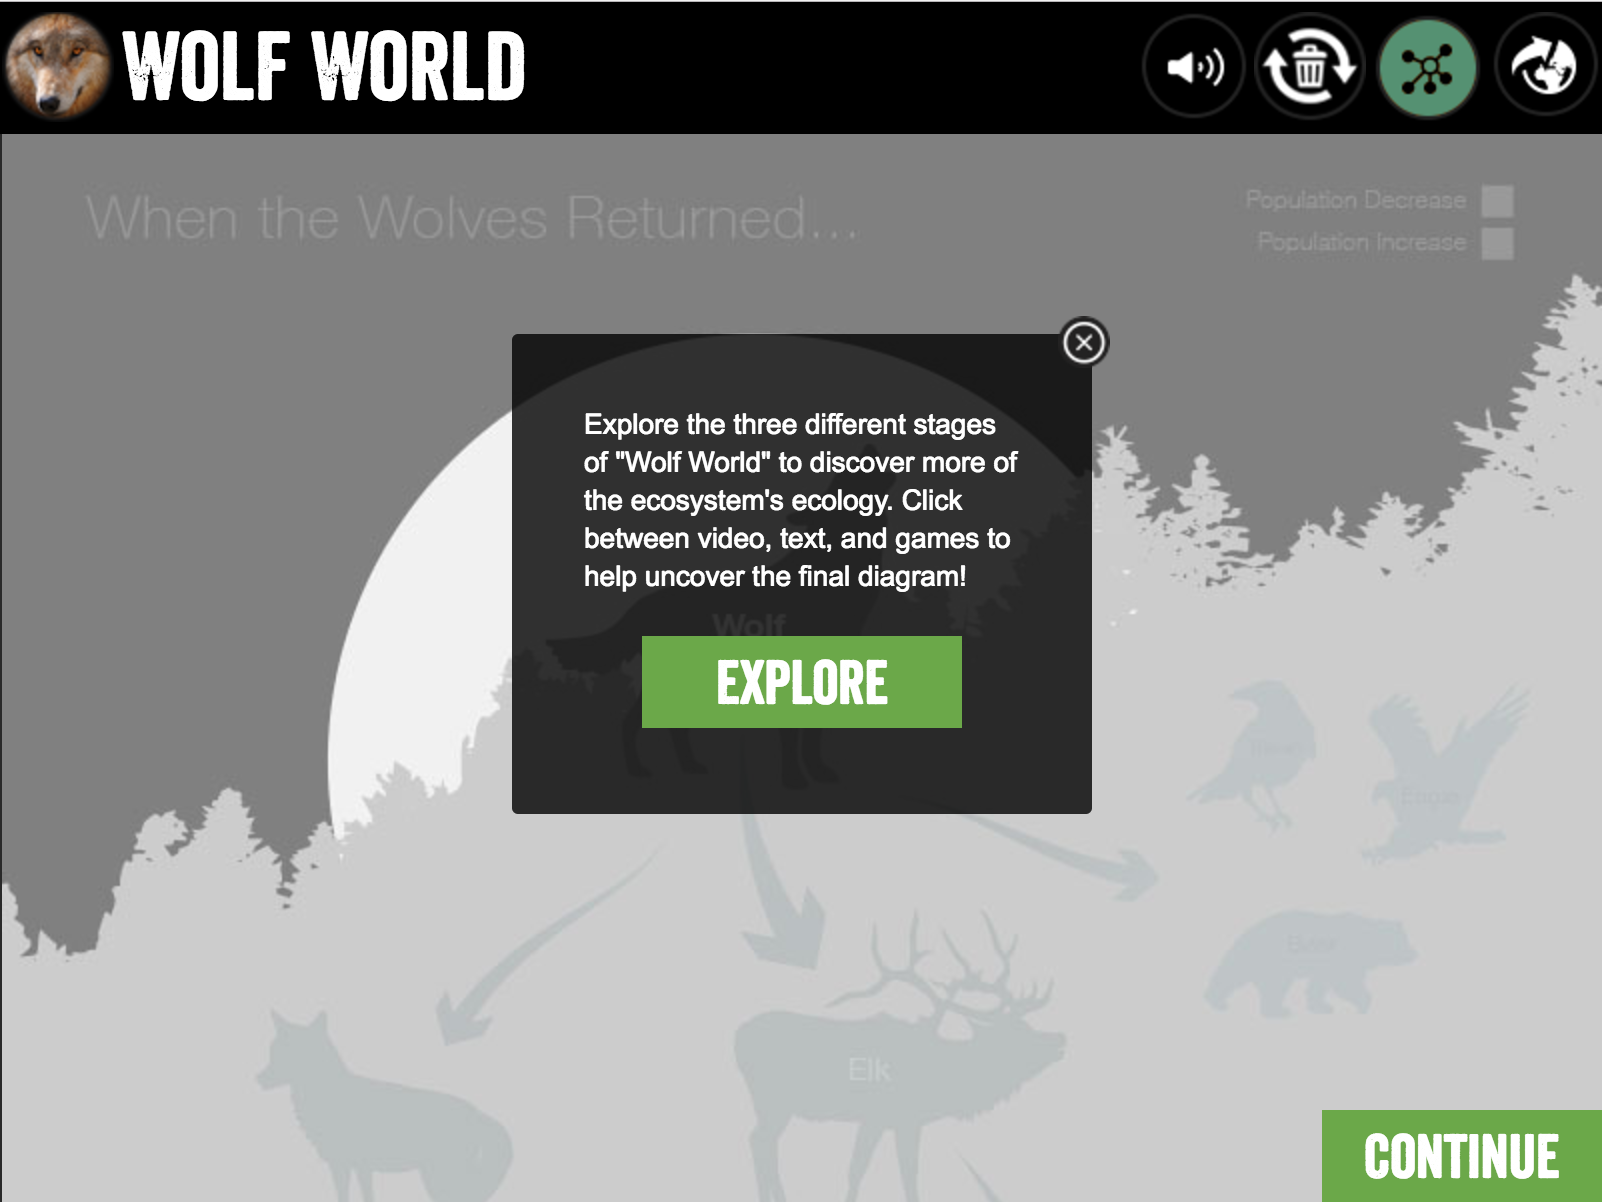 WOLF WORLD
When the Wolves Returned...
Population Decrease
Population Increase
Explore the three different stages
of "Wolf World" to discover more of
the ecosystem's ecology. Click
between video, text, and games to
help uncover the final diagram!
Wolf
EXPLORE
Elk
Bear
CONTINUE